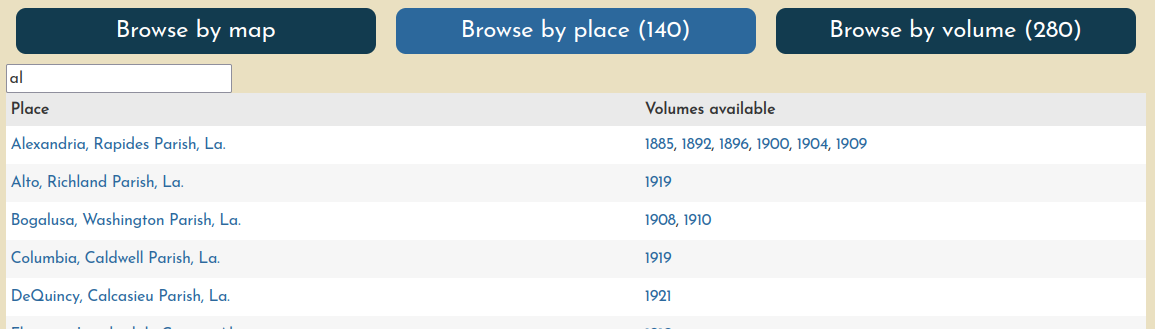 Browse by map Browse by place (140) Browse by volume (280)
al
Place Volumes available
Alexandria, Rapides Parish, La. 1885, 1892, 1896, 1900, 1904, 1909
Alto, Richland Parish, La. 1919
Bogalusa, Washington Parish, La. 1908, 1910
Columbia, Caldwell Parish, La. 1919
DeQuincy, Calcasieu Parish, La. 1921